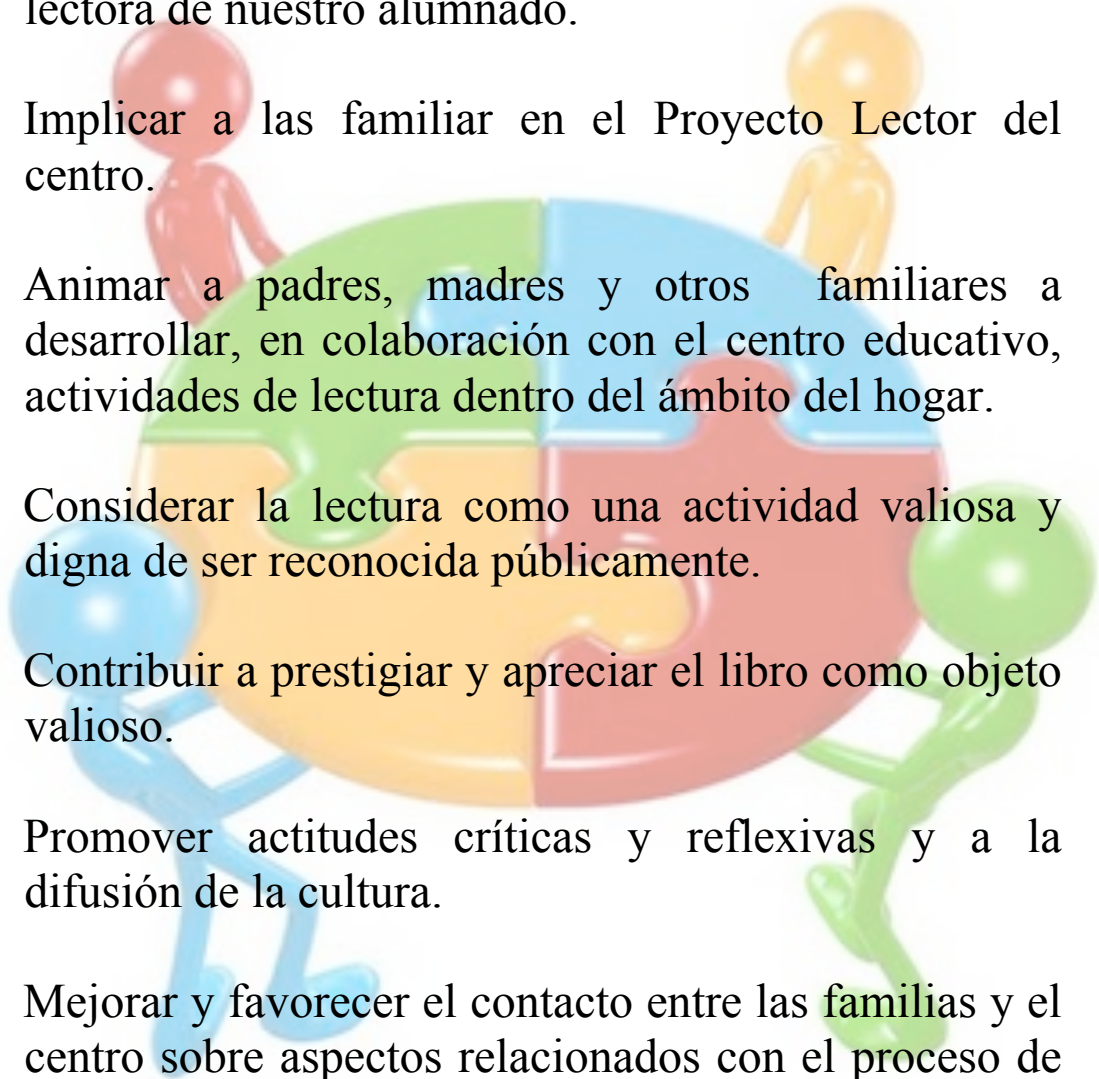 lectora de nuestro alumnado.
Implicar a las familiar en el Proyecto Lector del
centro.
Animar a padres, madres y otros familiares a
desarrollar, en colaboración con el centro educativo,
actividades de lectura dentro del ámbito del hogar.
Considerar la lectura como una actividad valiosa y
digna de ser reconocida públicamente.
Contribuir a prestigiar y apreciar el libro como objeto
valioso.
Promover actitudes críticas y reflexivas y a la
difusión de la cultura.
Mejorar y favorecer el contacto entre las familias y el
centro sobre aspectos relacionados con el proceso de